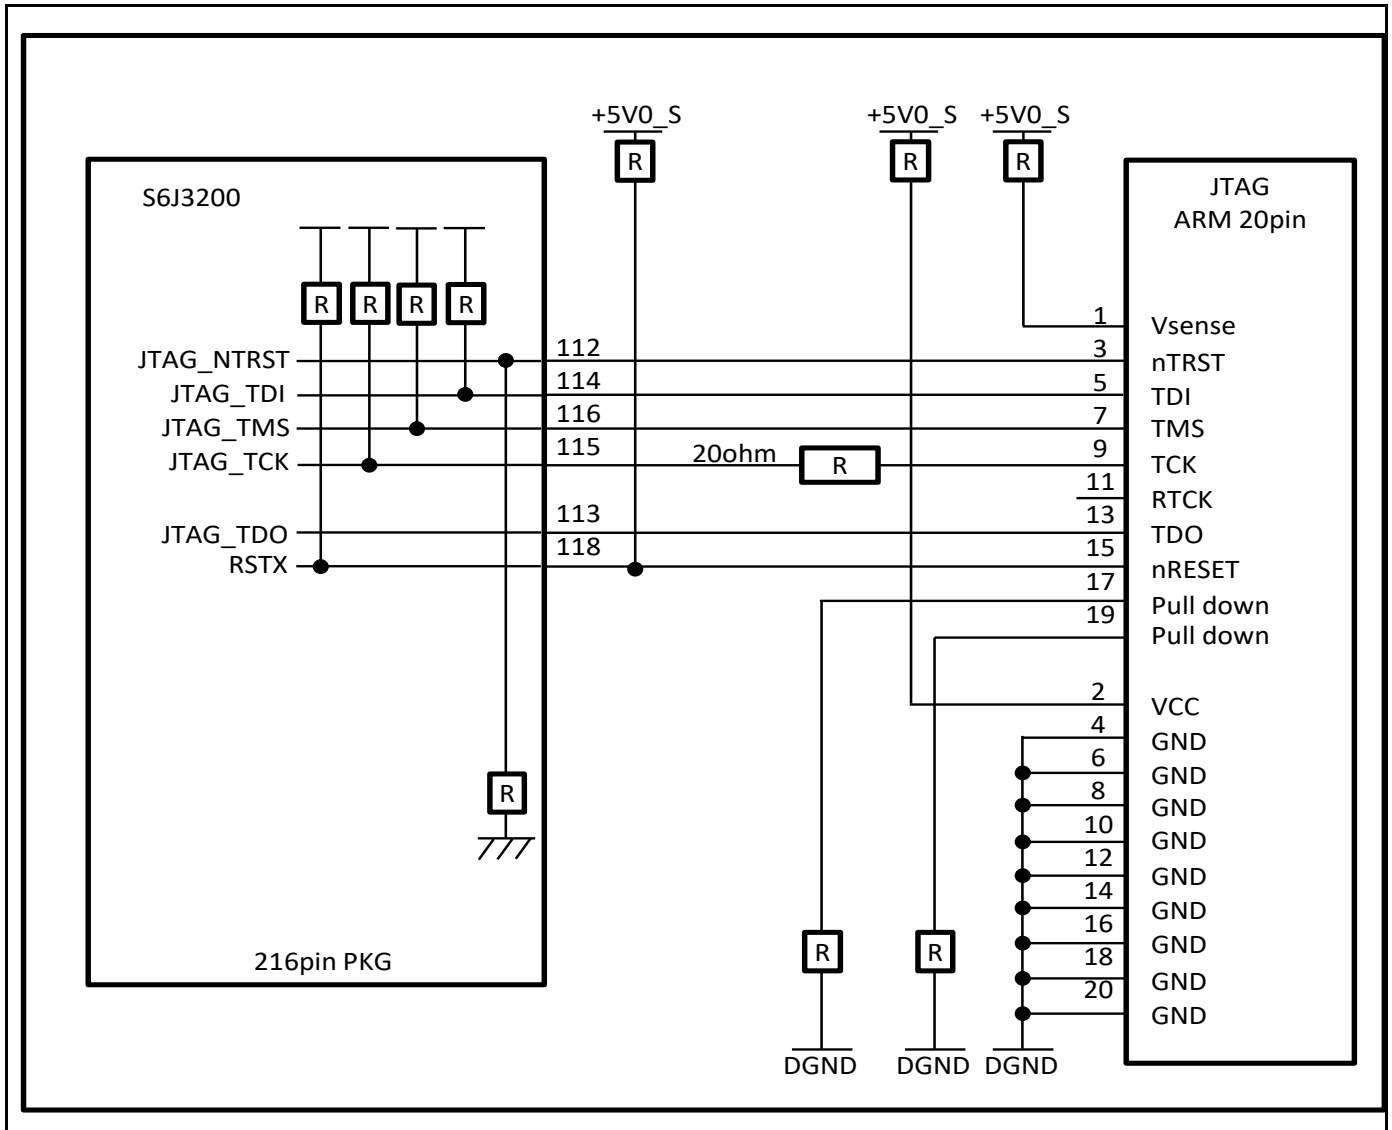 +5V0_S
+5V0_S
+5V0_S
R
R
R
S6J3200
JTAG
ARM 20pin
R
R
R
R
JTAG_NTRST
112
1
Vsense
3
nTRST
JTAG_TDI
114
5
TDI
JTAG_TMS
116
7
TMS
JTAG_TCK
115
20ohm
R
9
TCK
11
RTCK
JTAG_TDO
113
13
TDO
RSTX
118
15
nRESET
17
Pull down
19
Pull down
2
VCC
4
GND
6
GND
R
8
GND
10
GND
12
GND
14
GND
16
GND
18
GND
20
GND
R
R
216pin PKG
DGND
DGND
DGND